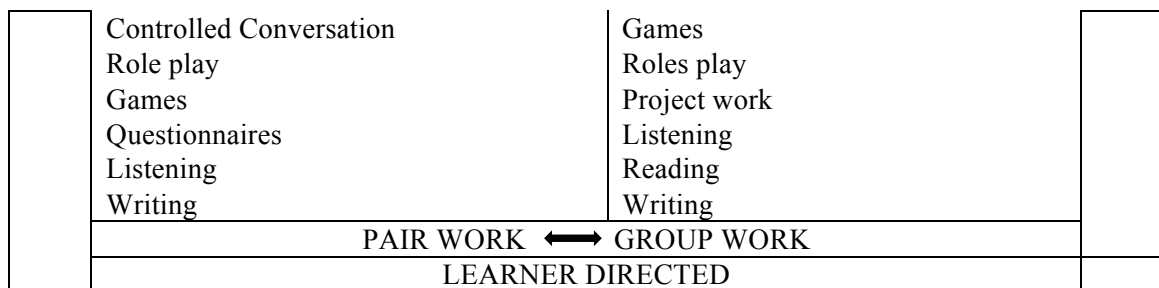 Controlled Conversation
Role play
Games
Questionnaires
Listening
Writing
Games
Roles play
Project work
Listening
Reading
Writing
PAIR WORK ⟷ GROUP WORK
LEARNER DIRECTED